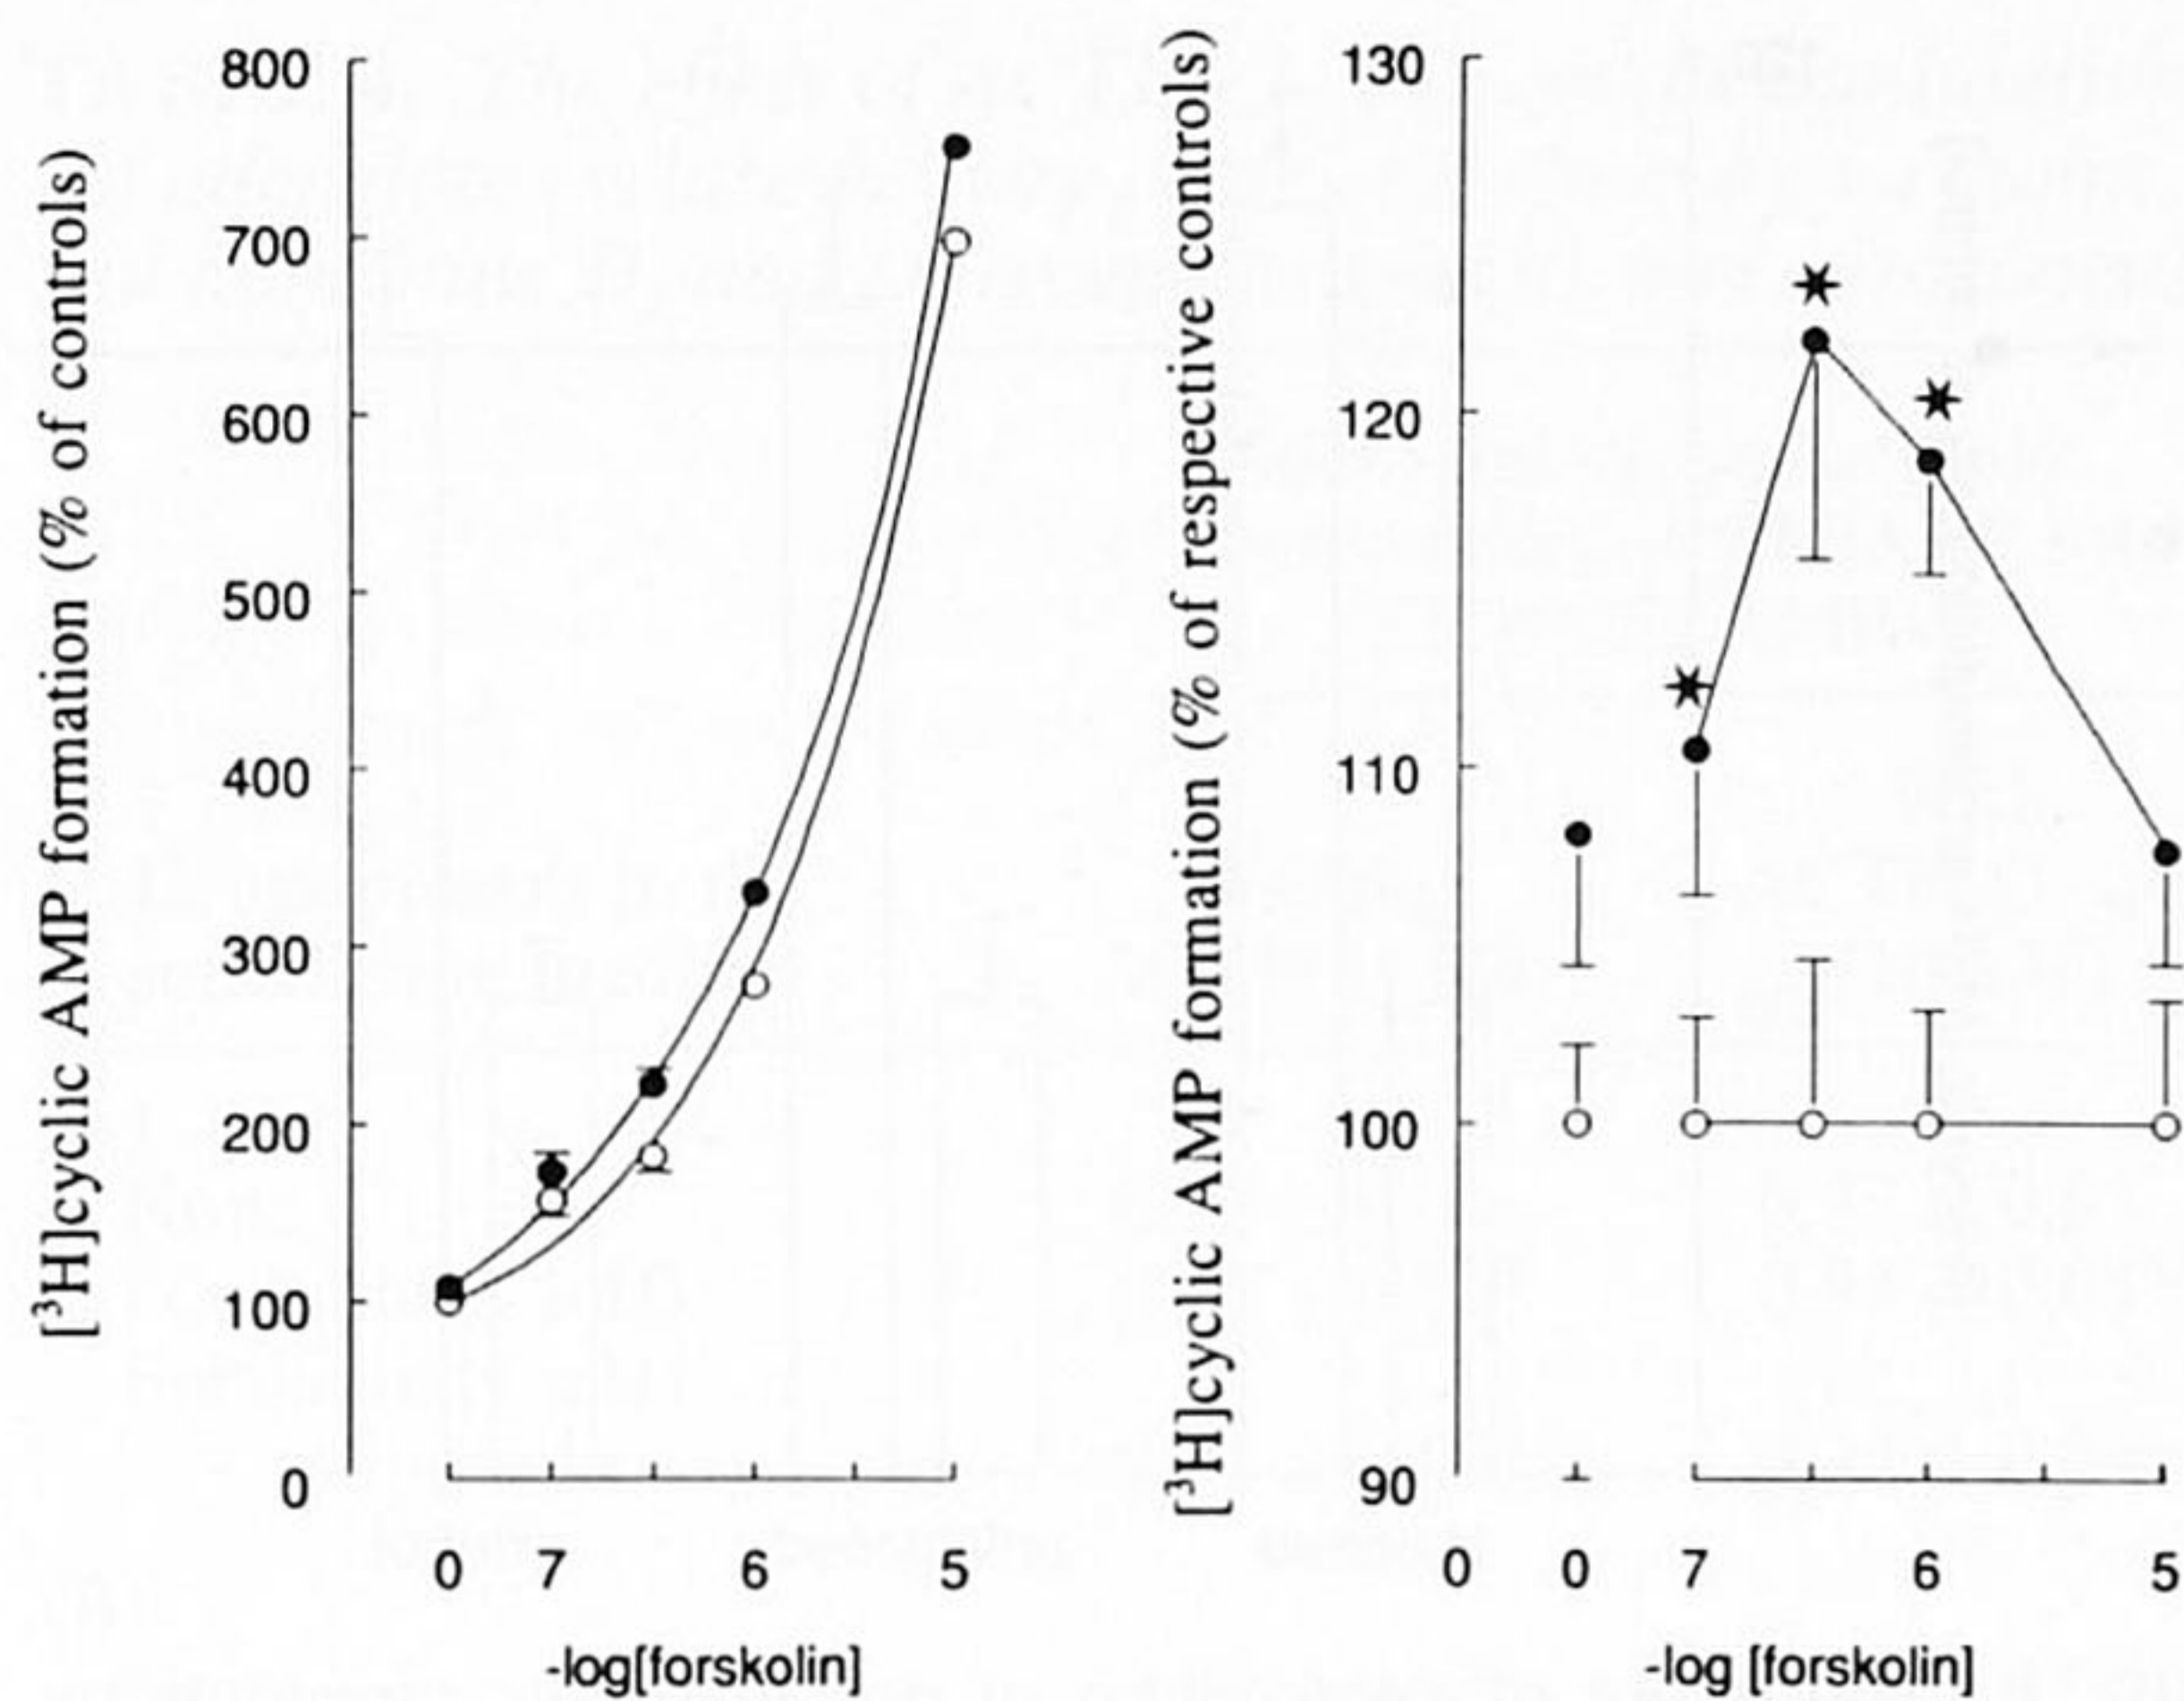 [³H]cyclic AMP formation (% of controls)
800
700
600
500
400
300
200
100
0
0 7 6 5
-log[forskolin]
[³H]cyclic AMP formation (% of respective controls)
130
120
110
100
90
0 0 7 6 5
-log [forskolin]